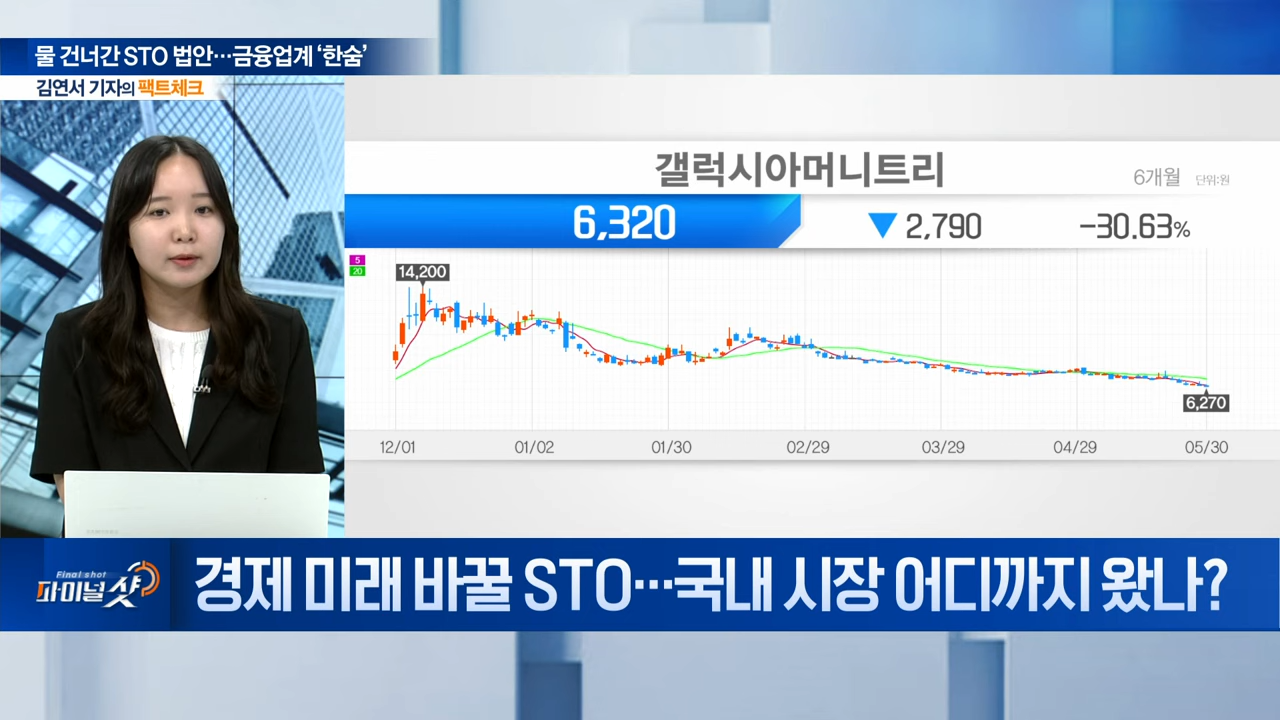 물 건너간 STO 법안…금융업계 ‘한숨’
김연서 기자의 팩트체크
갤럭시아머니트리
6개월 단위:원
6,320 ▼ 2,790 -30.63%
5
20
14,200
6,270
12/01 01/02 01/30 02/29 03/29 04/29 05/30
Final shot
파이널샷
경제 미래 바꿀 STO…국내 시장 어디까지 왔나?